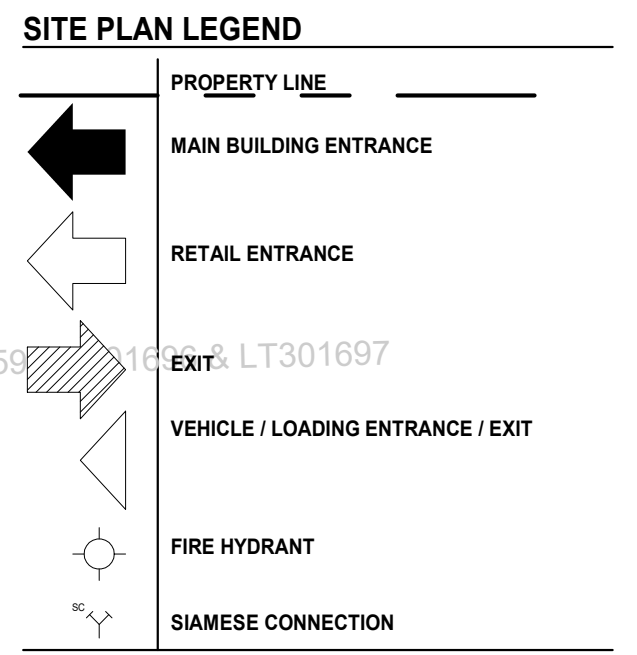 SITE PLAN LEGEND
PROPERTY LINE
MAIN BUILDING ENTRANCE
RETAIL ENTRANCE
& LT301697
EXIT
VEHICLE / LOADING ENTRANCE / EXIT
FIRE HYDRANT
SC
SIAMESE CONNECTION